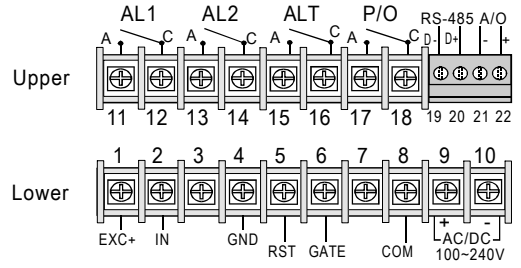 AL1 AL2 ALT P/O RS-485 A/O
A C A C A C A C D- D+ - +
Upper
11 12 13 14 15 16 17 18 19 20 21 22
1 2 3 4 5 6 7 8 9 10
Lower
EXC+ IN GND RST GATE COM + -
AC/DC
100~240V